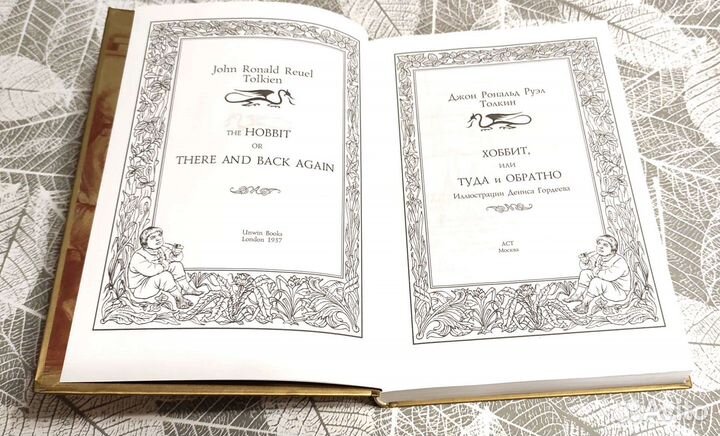 John Ronald Reuel
Tolkien
THE HOBBIT
OR
THERE AND BACK AGAIN
Unwin Books
London 1937
Джон Рональд Руэл
Толкин
ХОББИТ,
ИЛИ
ТУДА И ОБРАТНО
Иллюстрации Дениса Гордеева
АСТ
Москва
Avito